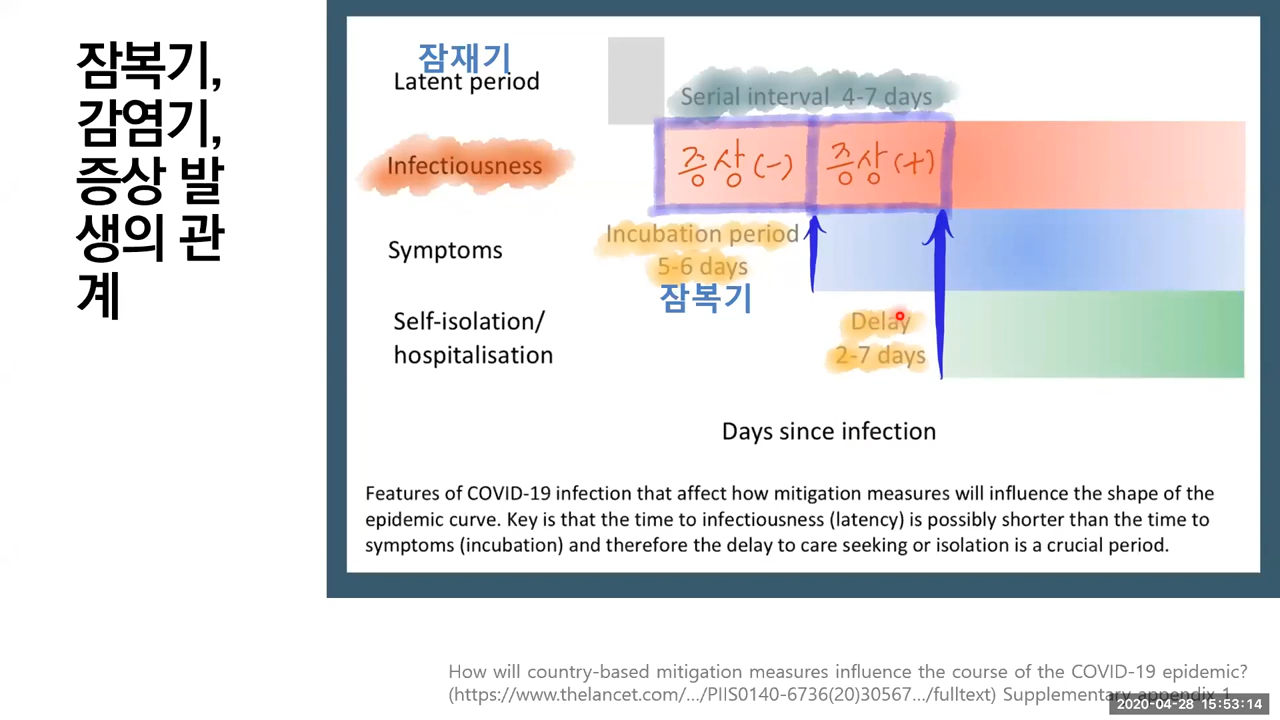 잠복기,
감염기,
증상 발
생의 관
계
잠재기
Latent period
Serial interval 4-7 days
Infectiousness
증상(-)
증상(+)
Symptoms
Incubation period
5-6 days
잠복기
Self-isolation/
hospitalisation
Delay
2-7 days
Days since infection
Features of COVID-19 infection that affect how mitigation measures will influence the shape of the
epidemic curve. Key is that the time to infectiousness (latency) is possibly shorter than the time to
symptoms (incubation) and therefore the delay to care seeking or isolation is a crucial period.
How will country-based mitigation measures influence the course of the COVID-19 epidemic?
(https://www.thelancet.com/.../PIIS0140-6736(20)30567.../fulltext) Supplementary appendix 1
2020-04-28 15:53:14